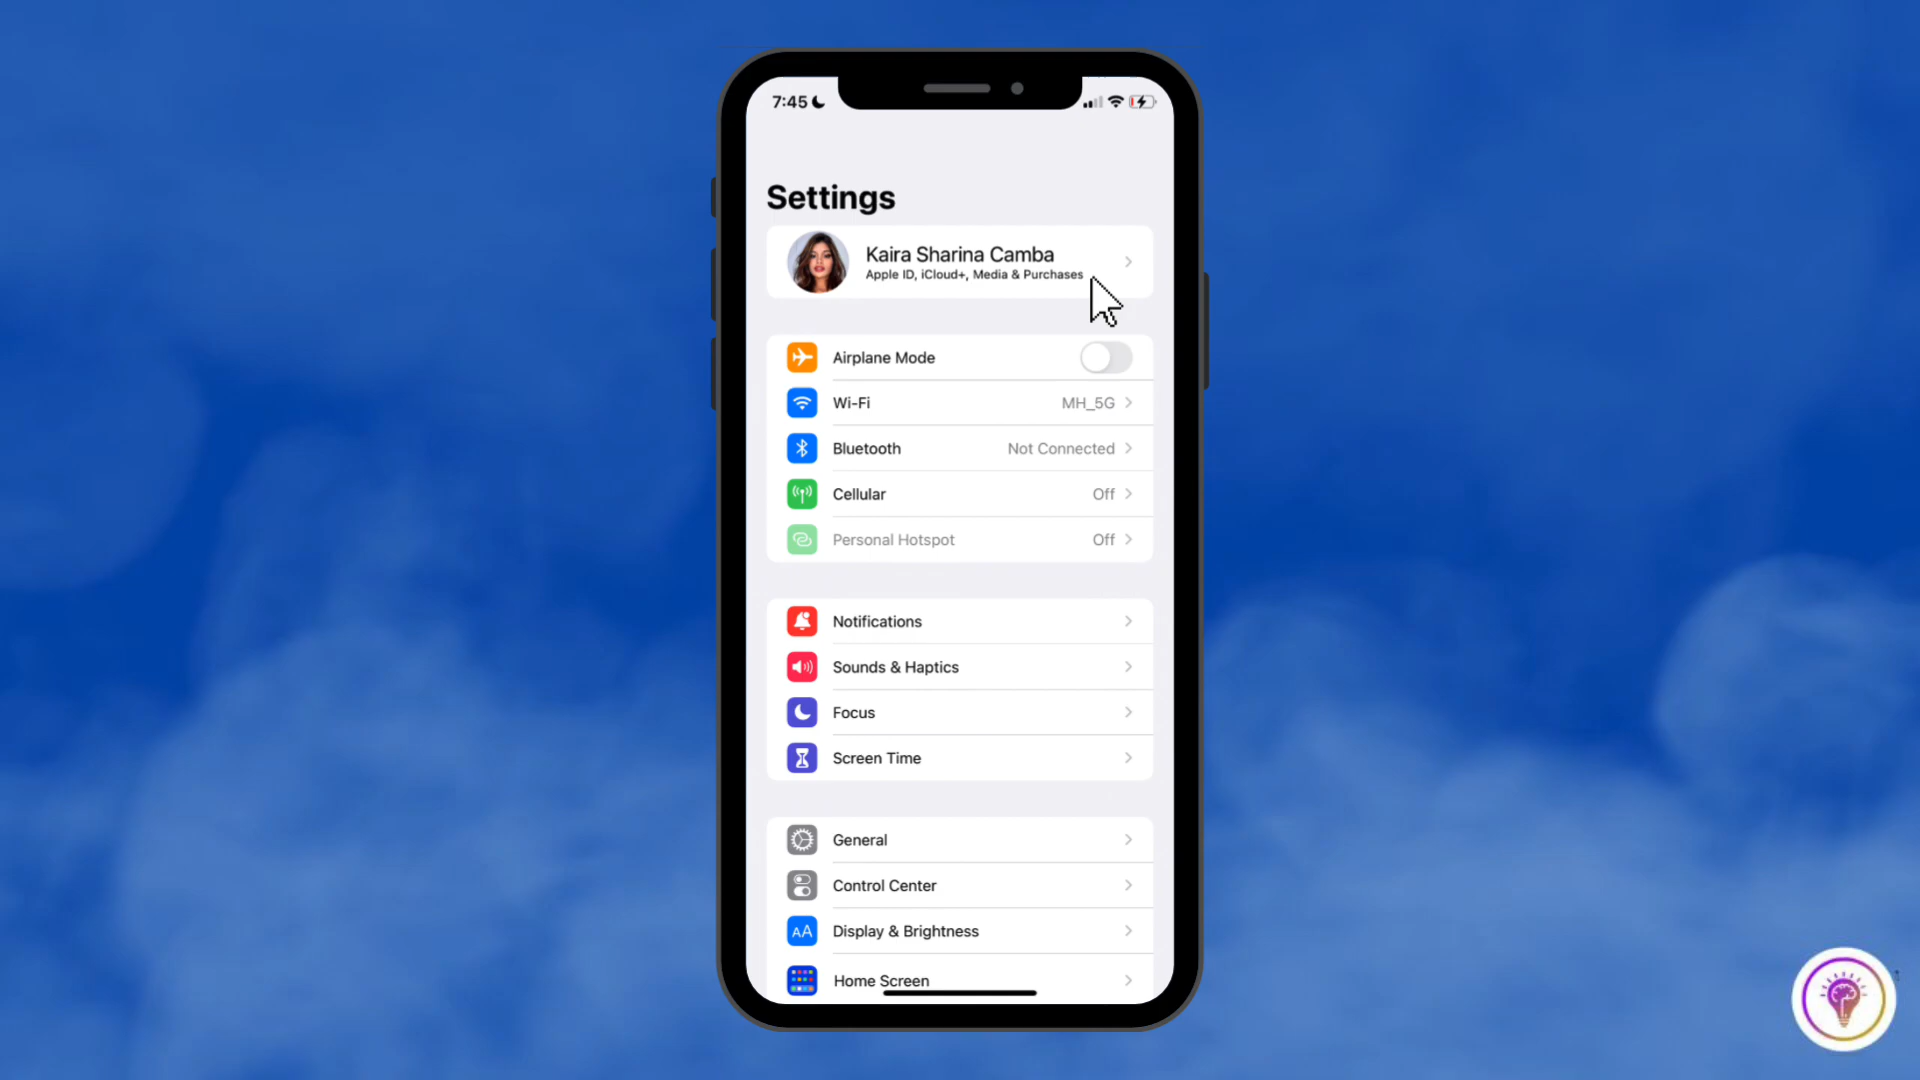 7:45
Settings
Kaira Sharina Camba
Apple ID, iCloud+, Media & Purchases
Airplane Mode
Wi-Fi MH_5G
Bluetooth Not Connected
Cellular Off
Personal Hotspot Off
Notifications
Sounds & Haptics
Focus
Screen Time
General
Control Center
AA Display & Brightness
Home Screen